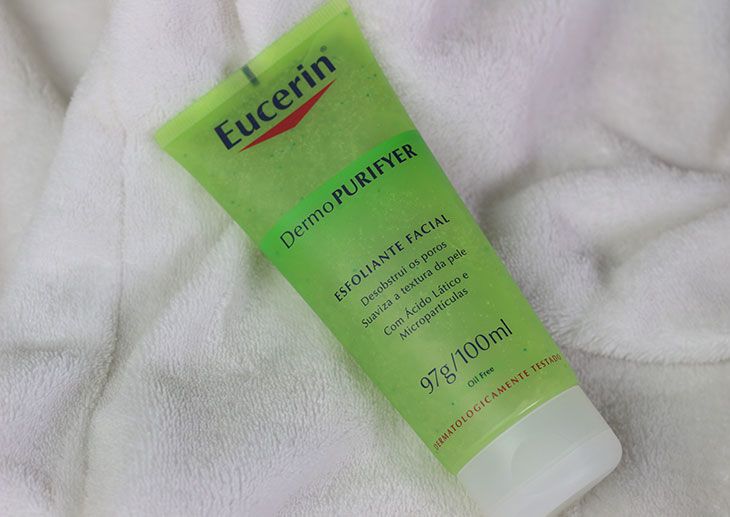 Eucerin®
DermoPURIFYER
ESFOLIANTE FACIAL
Desobstrui os poros
Suaviza a textura da pele
Com Ácido Lático e
Micropartículas
97g/100ml
Oil Free
DERMATOLOGICAMENTE TESTADO